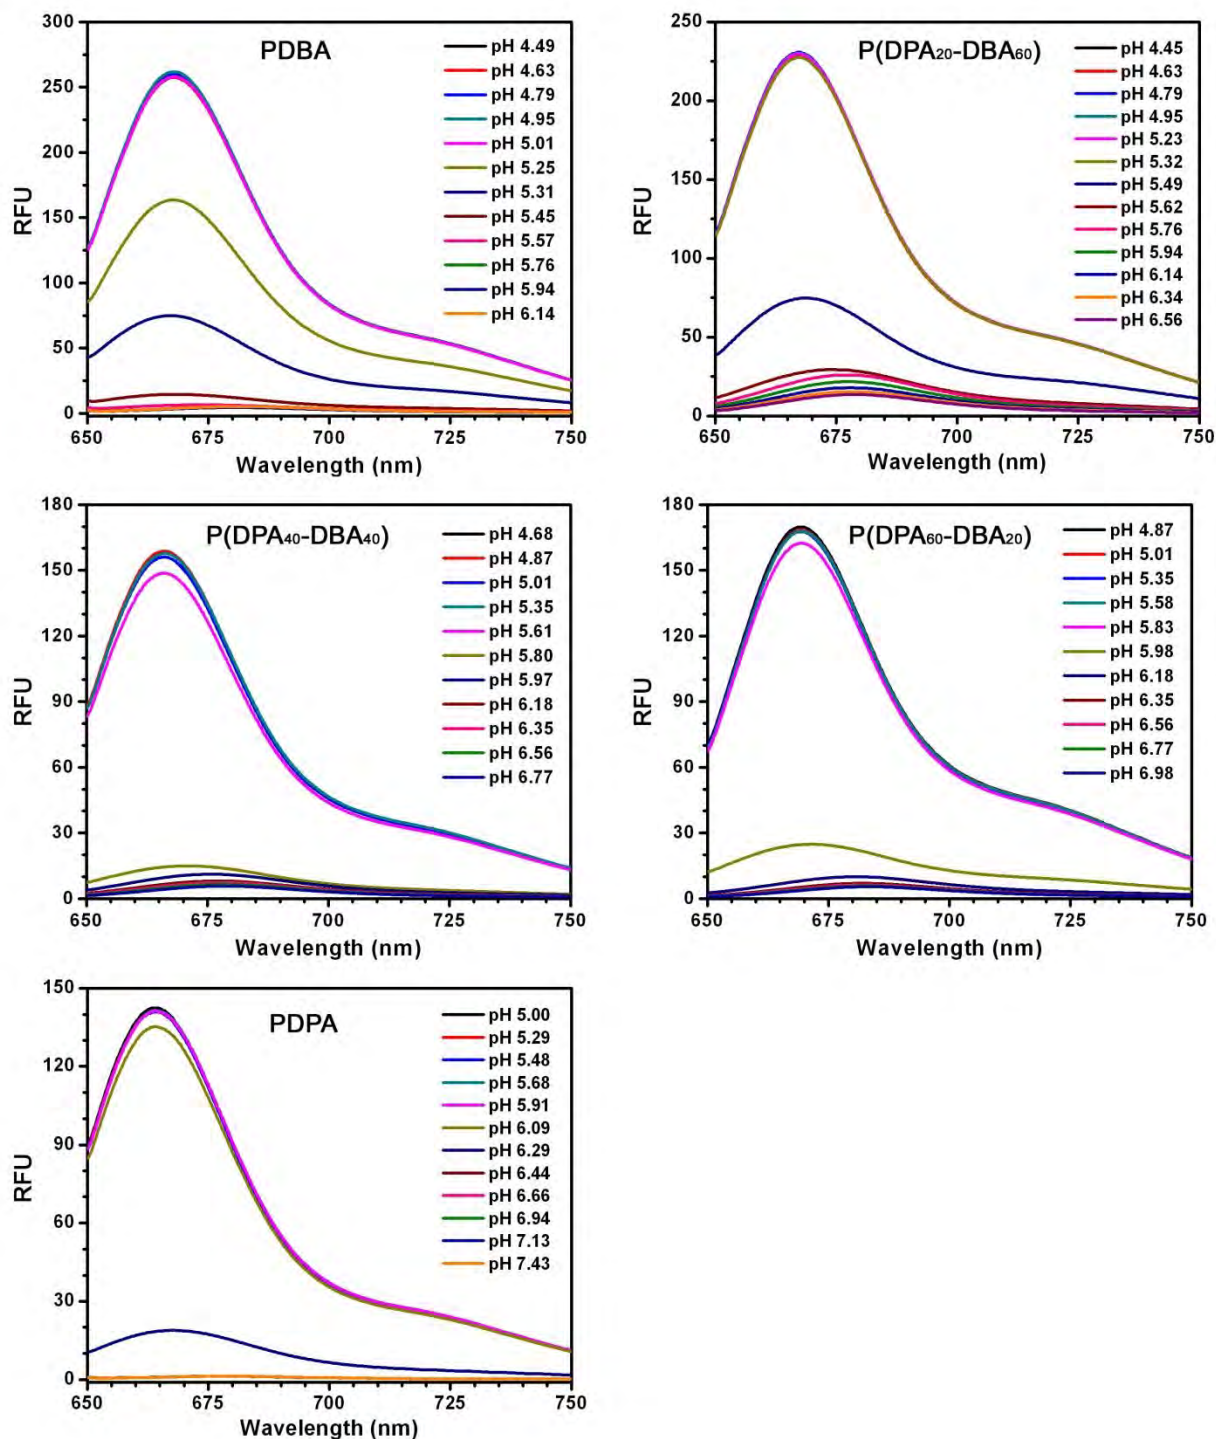 PDBA
300
250
200
150
100
50
0
RFU
650 675 700 725 750
Wavelength (nm)
pH 4.49
pH 4.63
pH 4.79
pH 4.95
pH 5.01
pH 5.25
pH 5.31
pH 5.45
pH 5.57
pH 5.76
pH 5.94
pH 6.14
P(DPA₂₀-DBA₆₀)
250
200
150
100
50
0
RFU
650 675 700 725 750
Wavelength (nm)
pH 4.45
pH 4.63
pH 4.79
pH 4.95
pH 5.23
pH 5.32
pH 5.49
pH 5.62
pH 5.76
pH 5.94
pH 6.14
pH 6.34
pH 6.56
P(DPA₄₀-DBA₄₀)
180
150
120
90
60
30
0
RFU
650 675 700 725 750
Wavelength (nm)
pH 4.68
pH 4.87
pH 5.01
pH 5.35
pH 5.61
pH 5.80
pH 5.97
pH 6.18
pH 6.35
pH 6.56
pH 6.77
P(DPA₆₀-DBA₂₀)
180
150
120
90
60
30
0
RFU
650 675 700 725 750
Wavelength (nm)
pH 4.87
pH 5.01
pH 5.35
pH 5.58
pH 5.83
pH 5.98
pH 6.18
pH 6.35
pH 6.56
pH 6.77
pH 6.98
PDPA
150
120
90
60
30
0
RFU
650 675 700 725 750
Wavelength (nm)
pH 5.00
pH 5.29
pH 5.48
pH 5.68
pH 5.91
pH 6.09
pH 6.29
pH 6.44
pH 6.66
pH 6.94
pH 7.13
pH 7.43